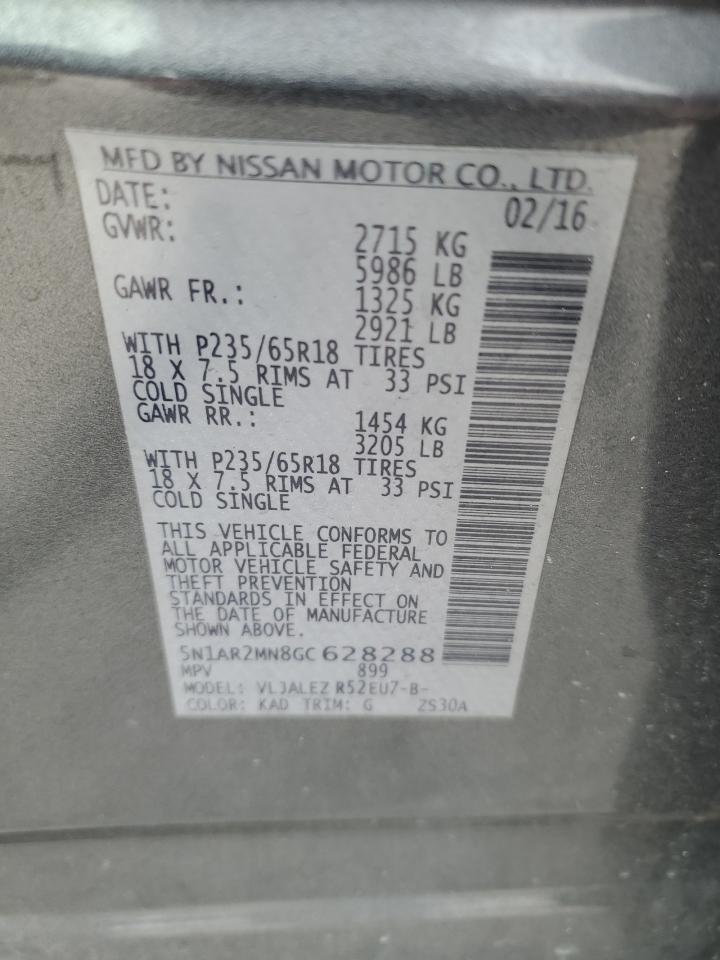 MFD BY NISSAN MOTOR CO., LTD.
DATE: 02/16
GVWR: 2715 KG
5986 LB
GAWR FR.: 1325 KG
2921 LB
WITH P235/65R18 TIRES
18 X 7.5 RIMS AT 33 PSI
COLD SINGLE
GAWR RR.: 1454 KG
3205 LB
WITH P235/65R18 TIRES
18 X 7.5 RIMS AT 33 PSI
COLD SINGLE
THIS VEHICLE CONFORMS TO
ALL APPLICABLE FEDERAL
MOTOR VEHICLE SAFETY AND
THEFT PREVENTION
STANDARDS IN EFFECT ON
THE DATE OF MANUFACTURE
SHOWN ABOVE.
5N1AR2MN8GC 628288
MPV 899
MODEL: VLJALEZ R52EU7-B-
COLOR: KAD TRIM: G ZS30A